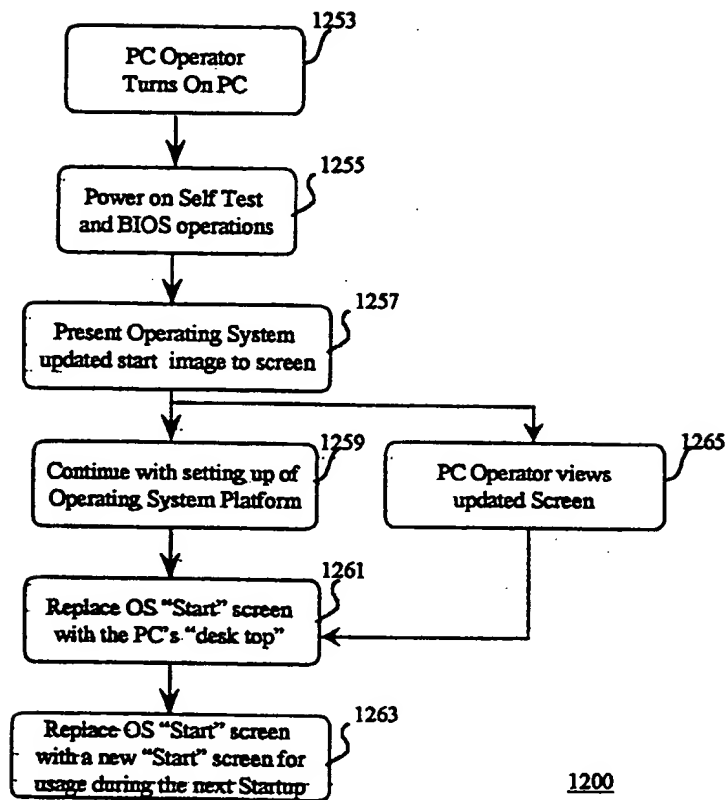 1253
PC Operator
Turns On PC
1255
Power on Self Test
and BIOS operations
1257
Present Operating System
updated start image to screen
1259
Continue with setting up of
Operating System Platform
1265
PC Operator views
updated Screen
1261
Replace OS “Start” screen
with the PC's “desk top”
1263
Replace OS “Start” screen
with a new “Start” screen for
usage during the next Startup
1200